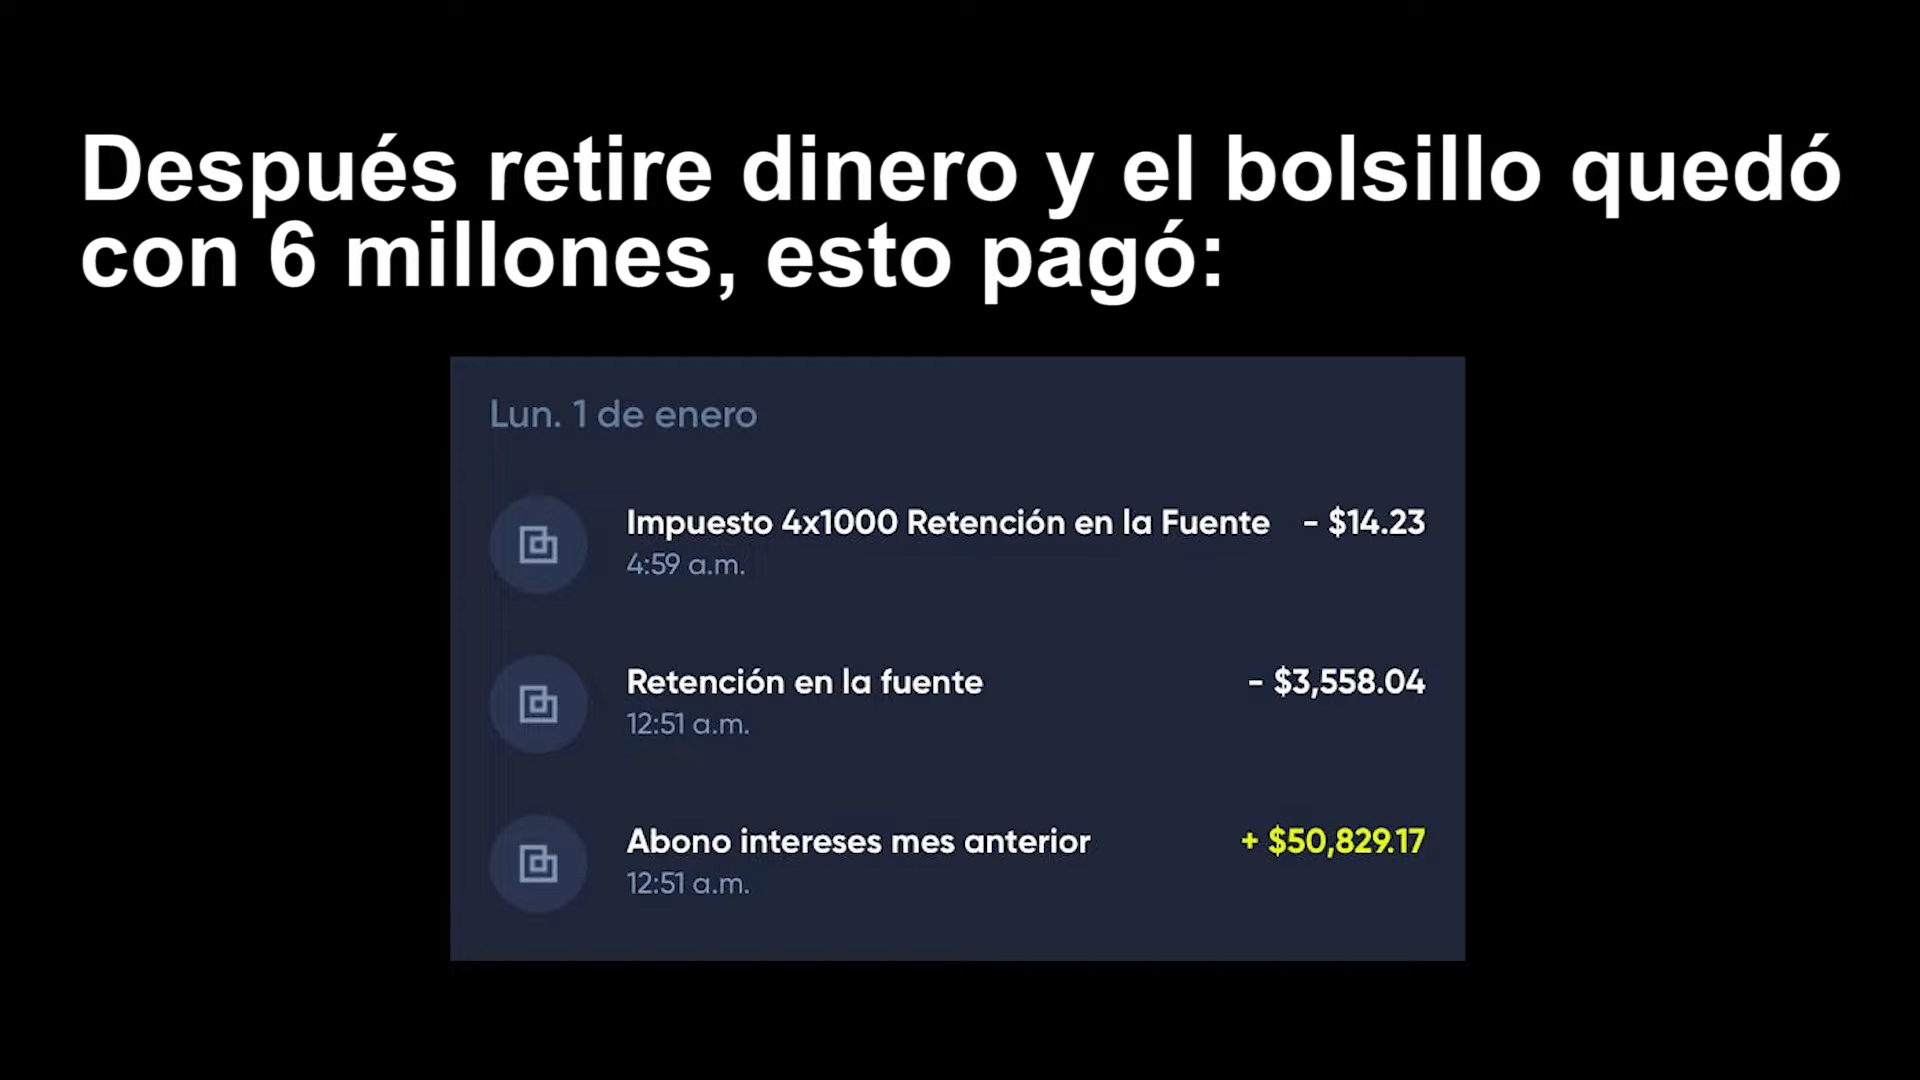 Después retire dinero y el bolsillo quedó
con 6 millones, esto pagó:
Lun. 1 de enero
Impuesto 4x1000 Retención en la Fuente - $14.23
4:59 a.m.
Retención en la fuente - $3,558.04
12:51 a.m.
Abono intereses mes anterior + $50,829.17
12:51 a.m.